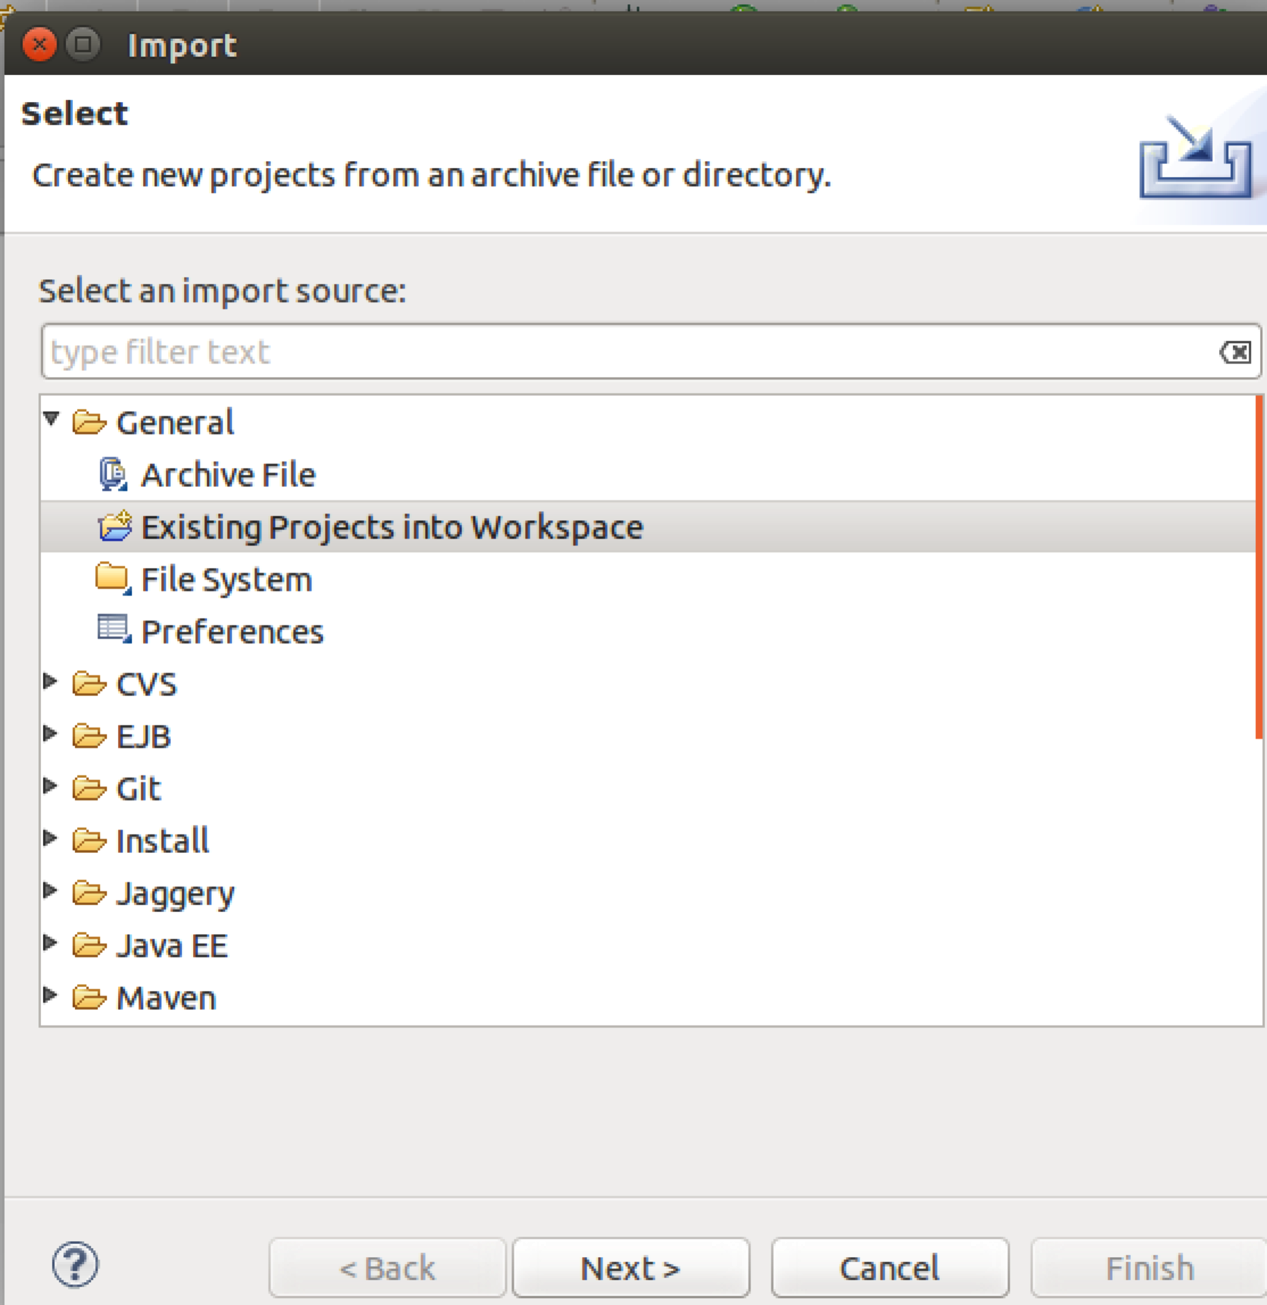 Import
Select
Create new projects from an archive file or directory.
Select an import source:
type filter text
General
Archive File
Existing Projects into Workspace
File System
Preferences
CVS
EJB
Git
Install
Jaggery
Java EE
Maven
?
< Back
Next >
Cancel
Finish